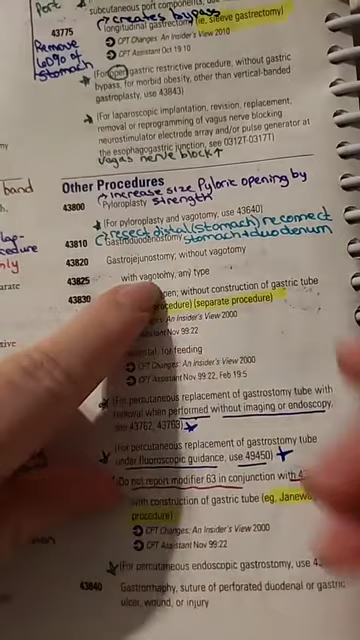 Port
subcutaneous port components, use
→creates bypass
43775
longitudinal gastrectomy (ie, sleeve gastrectomy)
CPT Changes: An Insider's View 2010
CPT Assistant Oct 19:10
Remove
60% of
stomach
(For open gastric restrictive procedure, without gastric
bypass, for morbid obesity, other than vertical-banded
gastroplasty, use 43843)
(For laparoscopic implantation, revision, replacement,
removal or reprogramming of vagus nerve blocking
neurostimulator electrode array and/or pulse generator at
the esophagogastric junction, see 0312T-0317T)
vagus nerve block↑
band
Other Procedures
→increase size Pyloric opening by
strength
43800 Pyloroplasty
(For pyloroplasty and vagotomy, use 43640)
→resect distal (stomach) reconnect
stomach+duodenum
43810 Gastroduodenostomy
43820 Gastrojejunostomy; without vagotomy
43825 with vagotomy, any type
43830 open; without construction of gastric tube
procedure) (separate procedure)
An Insider's View 2000
Nov 99:22
for feeding
CPT Changes: An Insider's View 2000
CPT Assistant Nov 99:22, Feb 19:5
(For percutaneous replacement of gastrostomy tube with
removal when performed without imaging or endoscopy,
see 43762, 43763)
(For percutaneous replacement of gastrostomy tube
under fluoroscopic guidance, use 49450)
(Do not report modifier 63 in conjunction with
with construction of gastric tube (eg, Janeway
procedure)
CPT Changes: An Insider's View 2000
CPT Assistant Nov 99:22
(For percutaneous endoscopic gastrostomy, use
43840 Gastrorrhaphy, suture of perforated duodenal or gastric
ulcer, wound, or injury